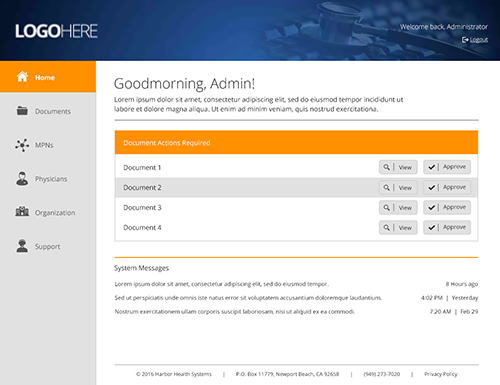 LOGOHERE
Welcome back, Administrator
Logout
Home
Documents
MPNs
Physicians
Organization
Support
Goodmorning, Admin!
Lorem ipsum dolor sit amet, consectetur adipiscing elit, sed do eiusmod tempor incididunt ut
labore et dolore magna aliqua. Ut enim ad minim veniam, quis nustrud exercitationa.
Document Actions Required
Document 1 | View | Approve
Document 2 | View | Approve
Document 3 | View | Approve
Document 4 | View | Approve
System Messages
Lorem ipsum dolor sit amet, consectetur adipiscing elit, sed do eiusmod tempor. 8 Hours ago
Sed ut perspiciatis unde omnis iste natus error sit voluptatem accusantium doloremque laudantium. 4:02 PM | Yesterday
Nostrum exercitationem ullam corporis suscipit laboriosam, nisi ut aliquid ex ea commodi. 7:20 AM | Feb 29
© 2016 Harbor Health Systems | P.O. Box 11779, Newport Beach, CA 92658 | (949) 273-7020 | Privacy Policy